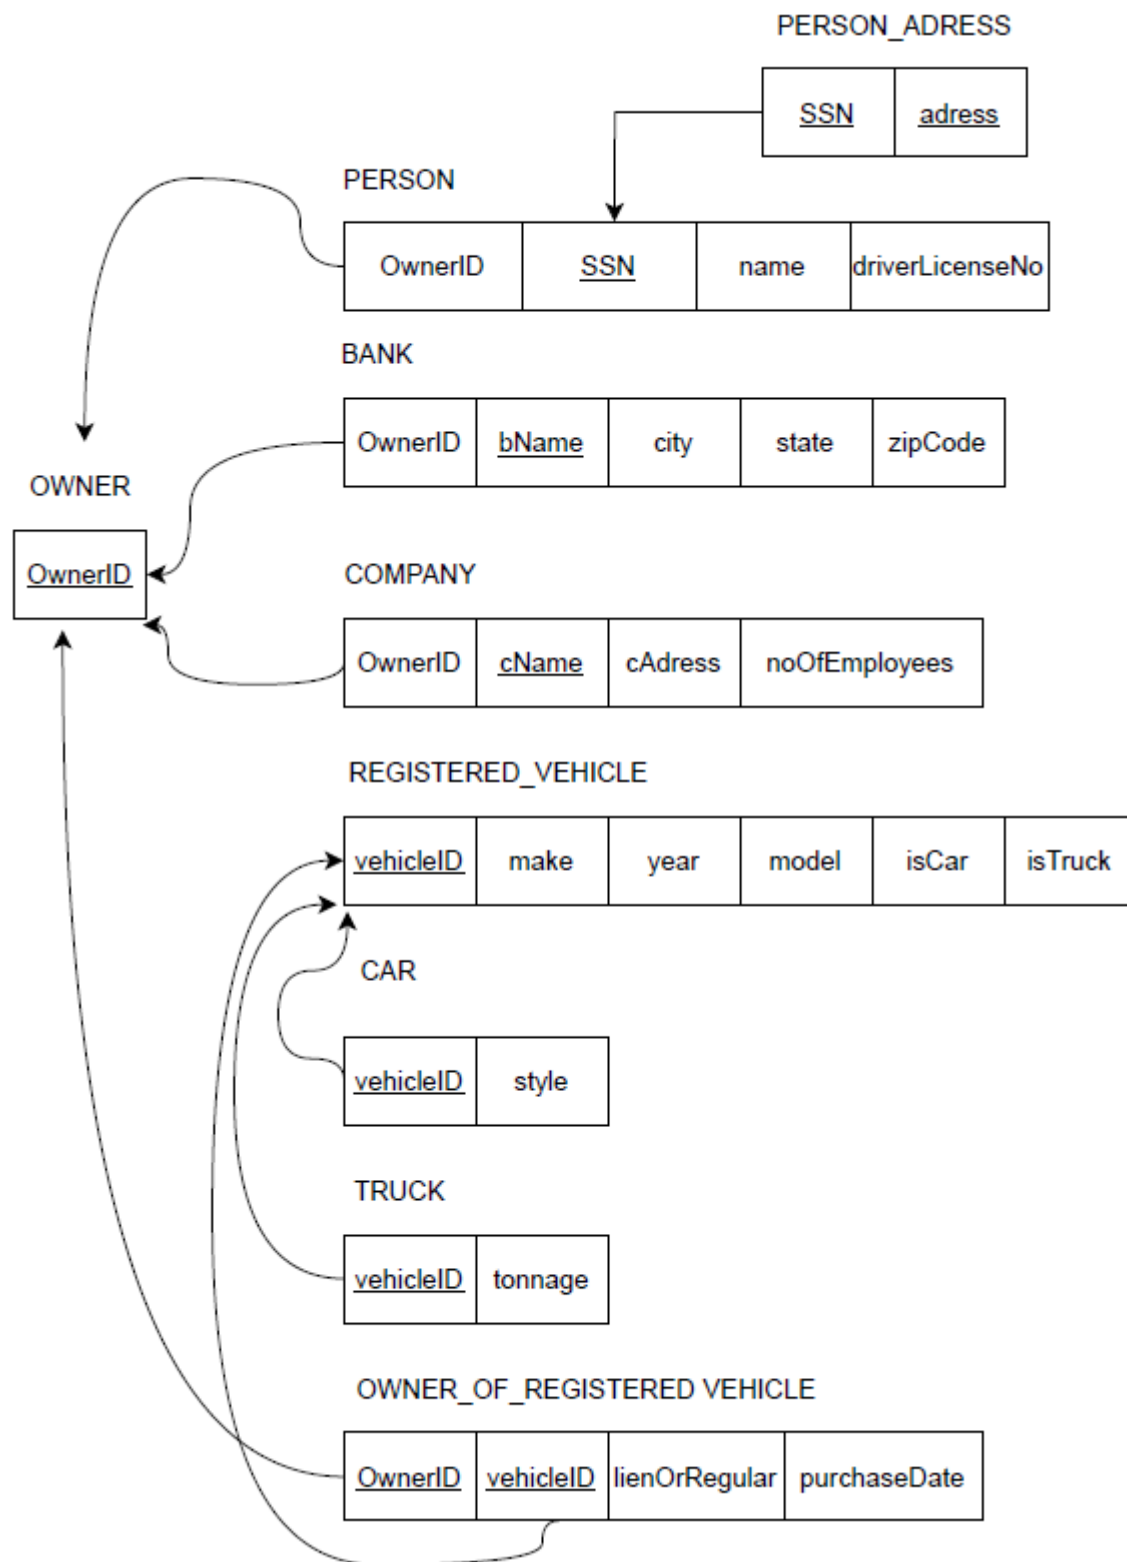 PERSON_ADRESS
SSN adress
PERSON
OwnerID SSN name driverLicenseNo
BANK
OwnerID bName city state zipCode
OWNER
OwnerID
COMPANY
OwnerID cName cAdress noOfEmployees
REGISTERED_VEHICLE
vehicleID make year model isCar isTruck
CAR
vehicleID style
TRUCK
vehicleID tonnage
OWNER_OF_REGISTERED VEHICLE
OwnerID vehicleID lienOrRegular purchaseDate